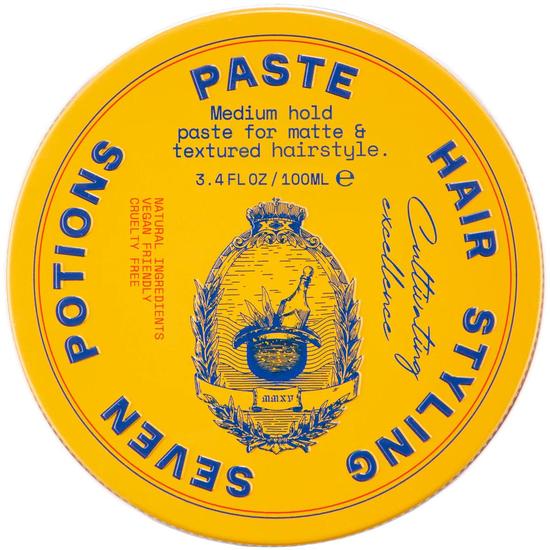 PASTE
Medium hold
paste for matte &
textured hairstyle.
3.4 FL OZ / 100ML ℮
HAIR STYLING
SEVEN POTIONS
NATURAL INGREDIENTS
VEGAN FRIENDLY
CRUELTY FREE
Cultivating
excellence
MMXV